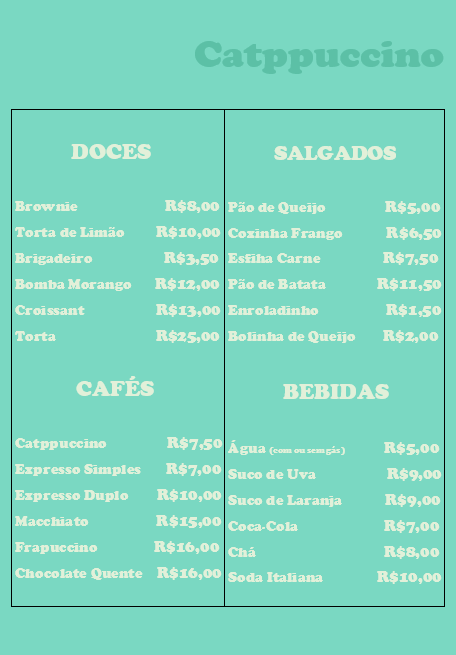 Catppuccino
DOCES
Brownie R$8,00
Torta de Limão R$10,00
Brigadeiro R$3,50
Bomba Morango R$12,00
Croissant R$13,00
Torta R$25,00
SALGADOS
Pão de Queijo R$5,00
Coxinha Frango R$6,50
Esfiha Carne R$7,50
Pão de Batata R$11,50
Enroladinho R$1,50
Bolinha de Queijo R$2,00
CAFÉS
Catppuccino R$7,50
Expresso Simples R$7,00
Expresso Duplo R$10,00
Macchiato R$15,00
Frapuccino R$16,00
Chocolate Quente R$16,00
BEBIDAS
Água (com ou sem gás) R$5,00
Suco de Uva R$9,00
Suco de Laranja R$9,00
Coca-Cola R$7,00
Chá R$8,00
Soda Italiana R$10,00